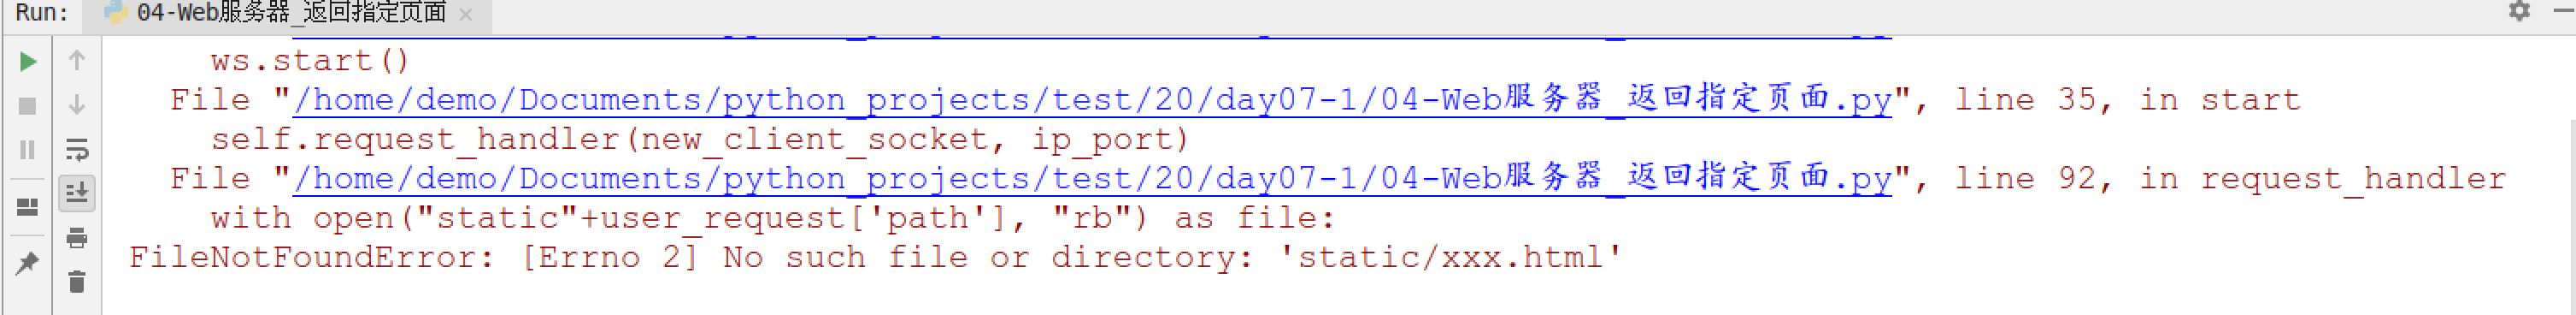 Run: 04-Web服务器_返回指定页面
ws.start()
File "/home/demo/Documents/python_projects/test/20/day07-1/04-Web服务器_返回指定页面.py", line 35, in start
self.request_handler(new_client_socket, ip_port)
File "/home/demo/Documents/python_projects/test/20/day07-1/04-Web服务器_返回指定页面.py", line 92, in request_handler
with open("static"+user_request['path'], "rb") as file:
FileNotFoundError: [Errno 2] No such file or directory: 'static/xxx.html'